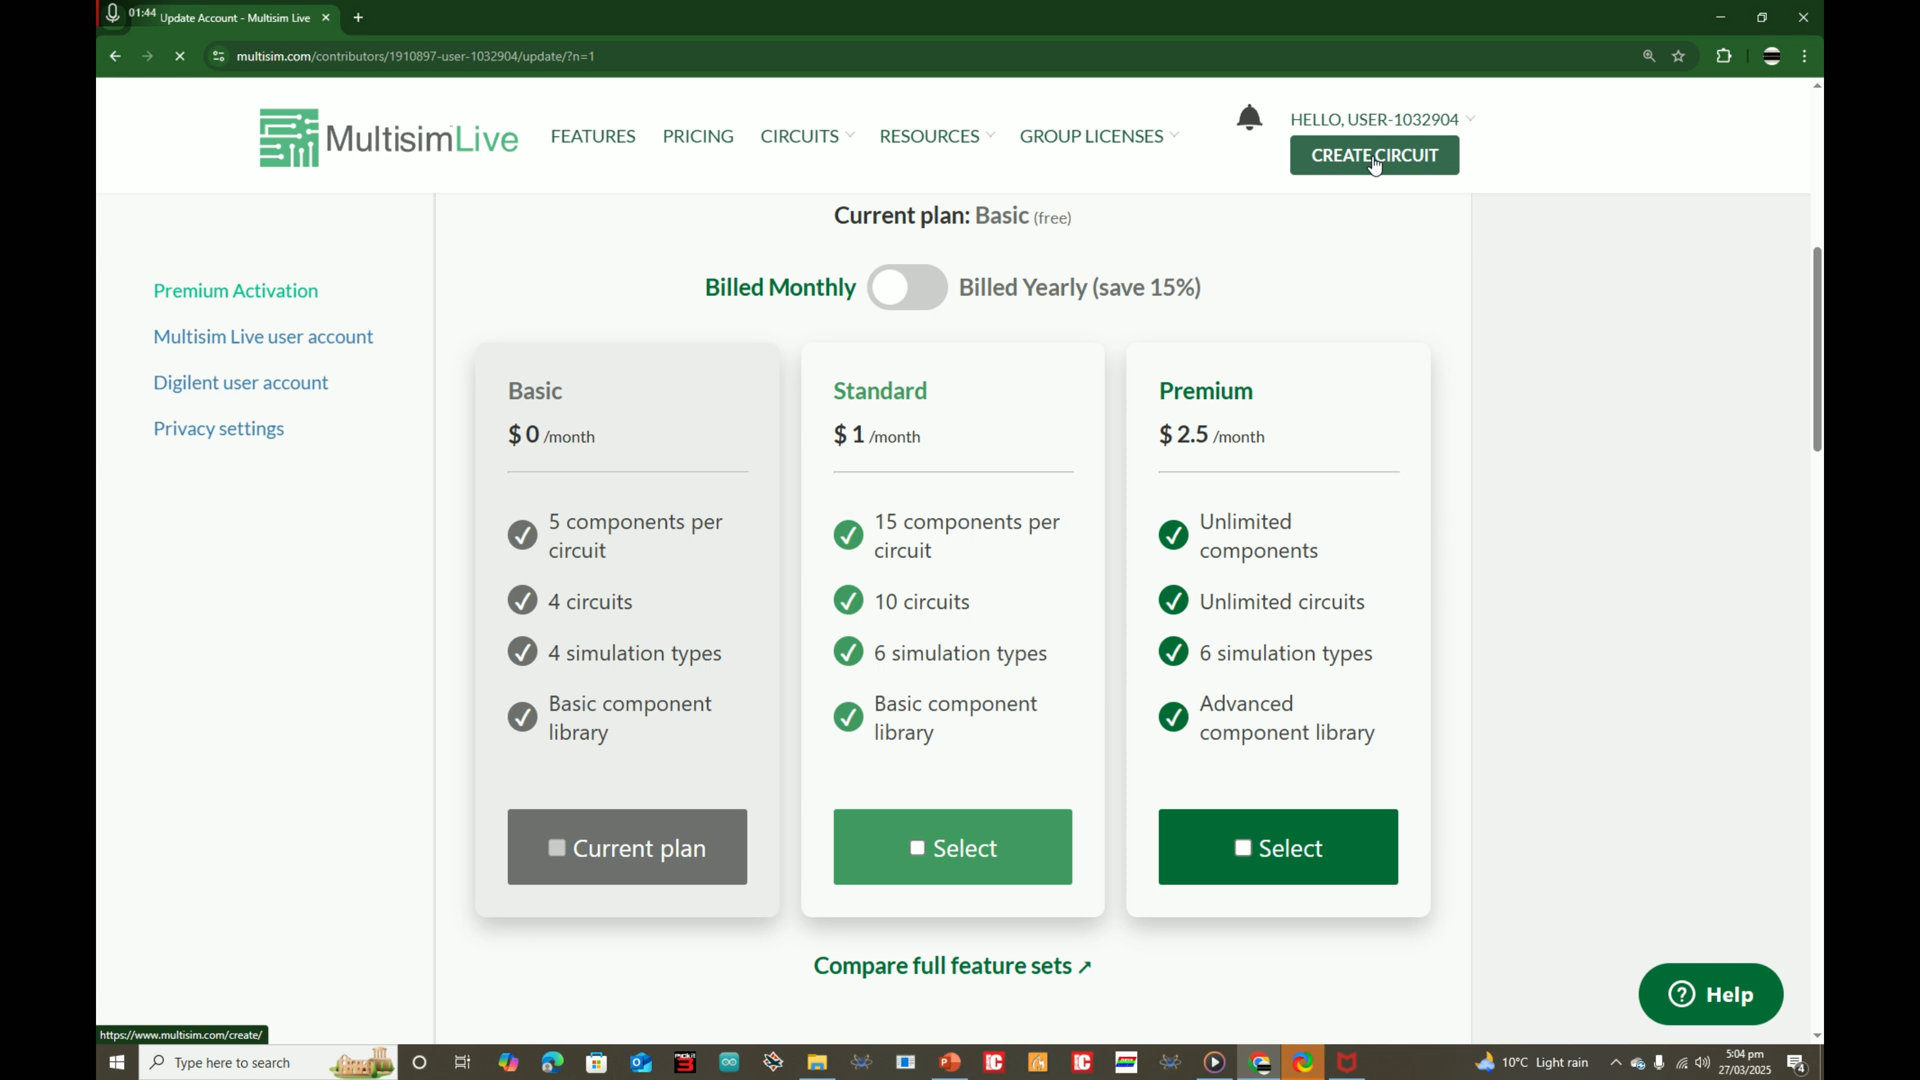 01:44
Update Account - Multisim Live
multisim.com/contributors/1910897-user-1032904/update/?n=1
MultisimLive
FEATURES
PRICING
CIRCUITS
RESOURCES
GROUP LICENSES
HELLO, USER-1032904
CREATE CIRCUIT
Current plan: Basic (free)
Billed Monthly
Billed Yearly (save 15%)
Premium Activation
Multisim Live user account
Digilent user account
Privacy settings
Basic
$ 0 /month
5 components per
circuit
4 circuits
4 simulation types
Basic component
library
Current plan
Standard
$ 1 /month
15 components per
circuit
10 circuits
6 simulation types
Basic component
library
Select
Premium
$ 2.5 /month
Unlimited
components
Unlimited circuits
6 simulation types
Advanced
component library
Select
Compare full feature sets ↗
Help
https://www.multisim.com/create/
Type here to search
10°C Light rain
5:04 pm
27/03/2025
4